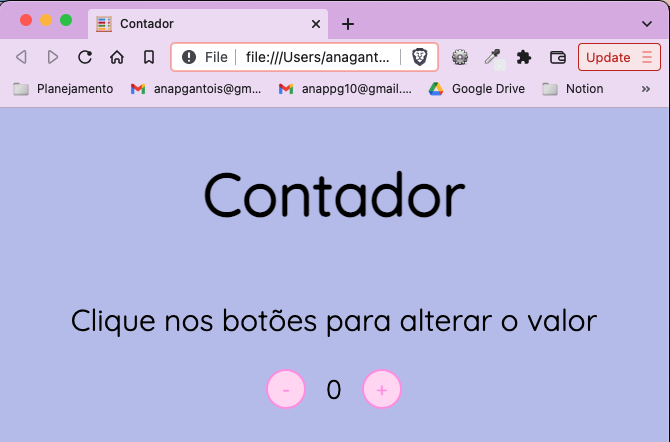 Contador
File file:///Users/anagant...
Update
Planejamento anapgantois@gm... anappg10@gmail.... Google Drive Notion
Contador
Clique nos botões para alterar o valor
- 0 +